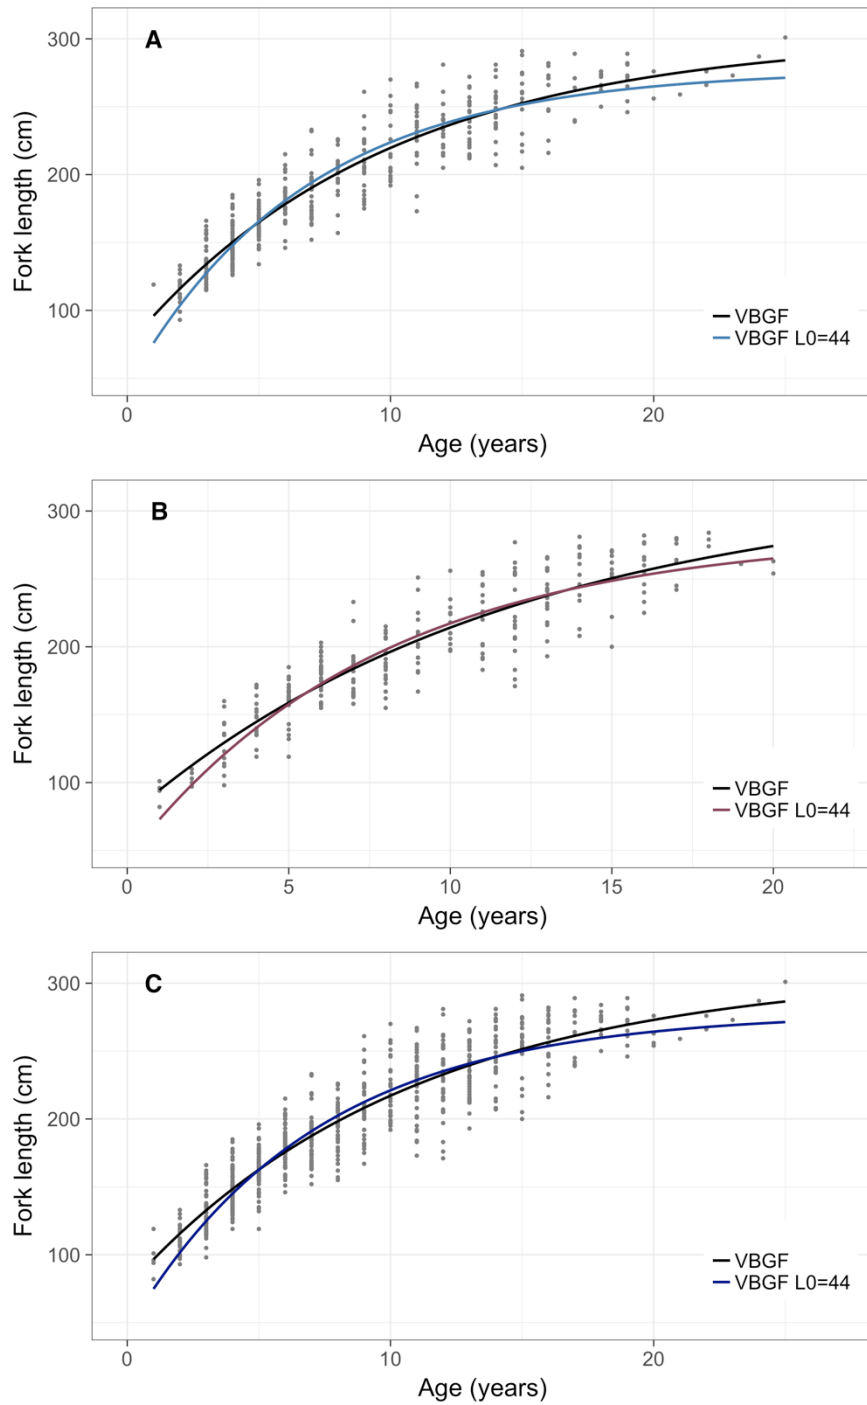 A
300
200
100
Fork length (cm)
VBGF
VBGF L0=44
0
10
20
Age (years)
B
300
200
100
Fork length (cm)
VBGF
VBGF L0=44
0
5
10
15
20
Age (years)
C
300
200
100
Fork length (cm)
VBGF
VBGF L0=44
0
10
20
Age (years)